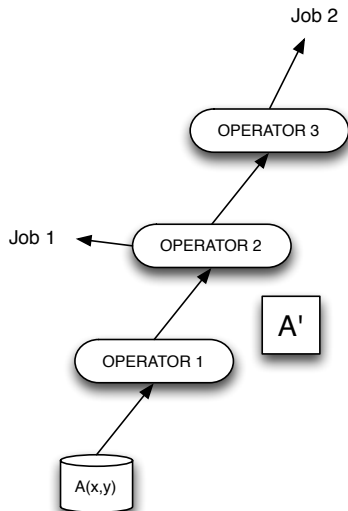 Job 2
OPERATOR 3
Job 1
OPERATOR 2
A'
OPERATOR 1
A(x,y)